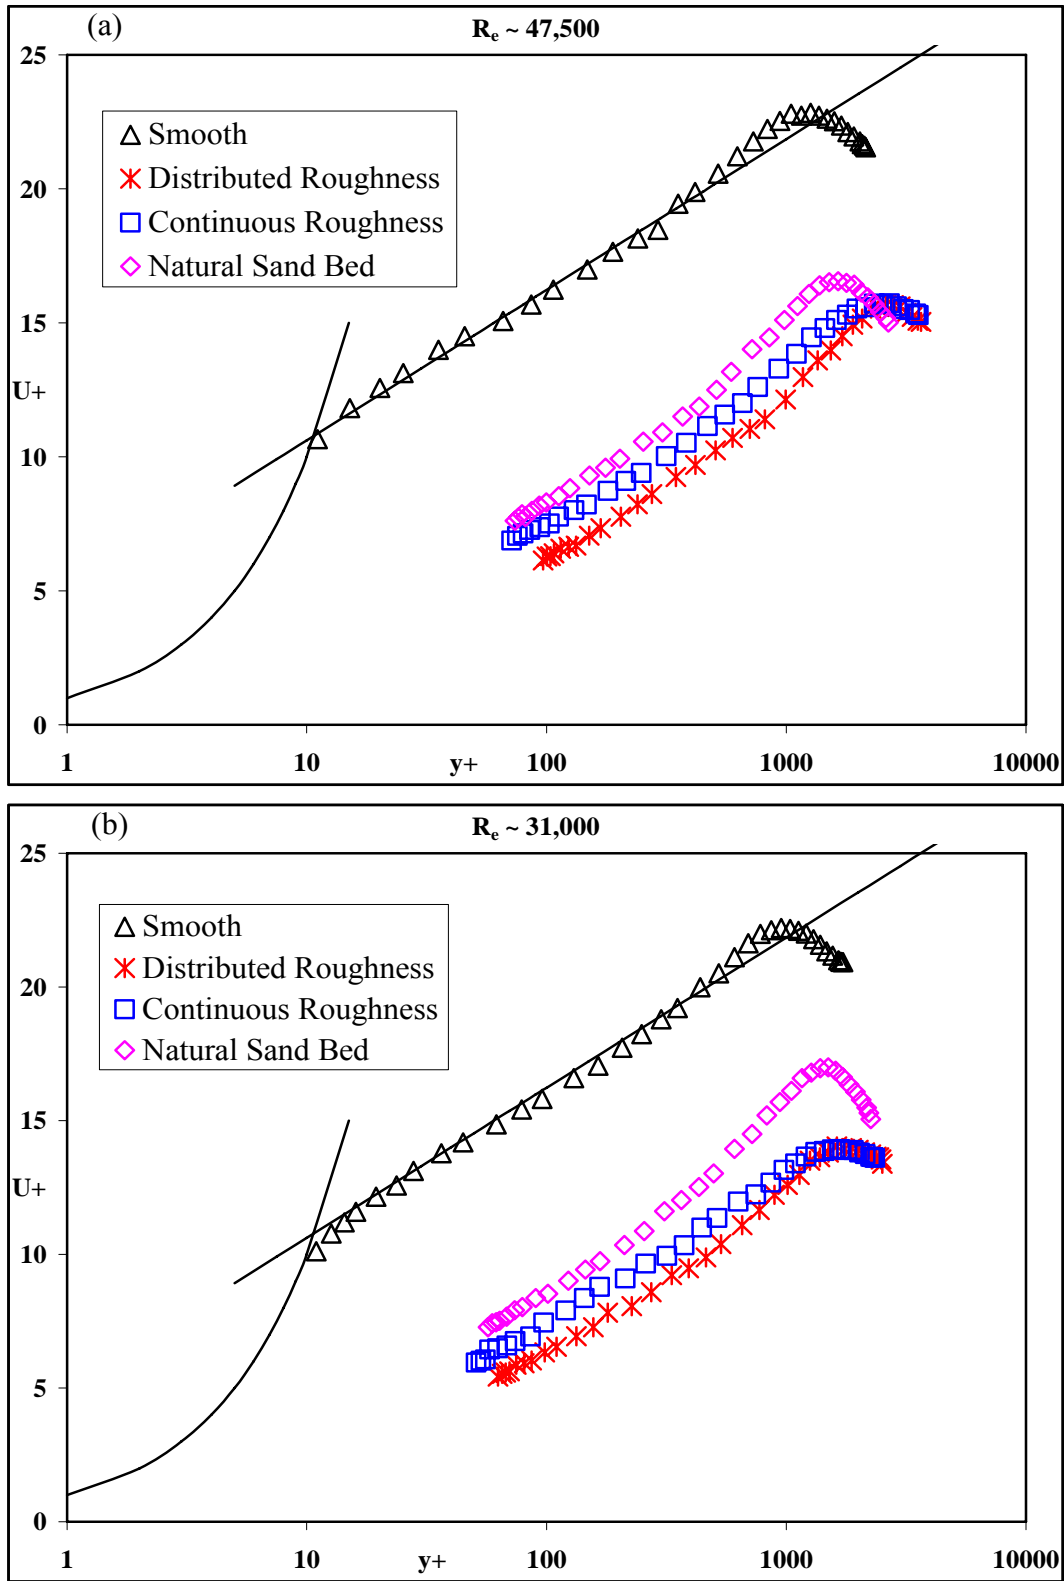 (a)
Rₑ ~ 47,500
25
Smooth
Distributed Roughness
Continuous Roughness
Natural Sand Bed
20
15
U+
10
5
0
1 10 y+ 100 1000 10000
(b)
Rₑ ~ 31,000
25
Smooth
Distributed Roughness
Continuous Roughness
Natural Sand Bed
20
15
U+
10
5
0
1 10 y+ 100 1000 10000